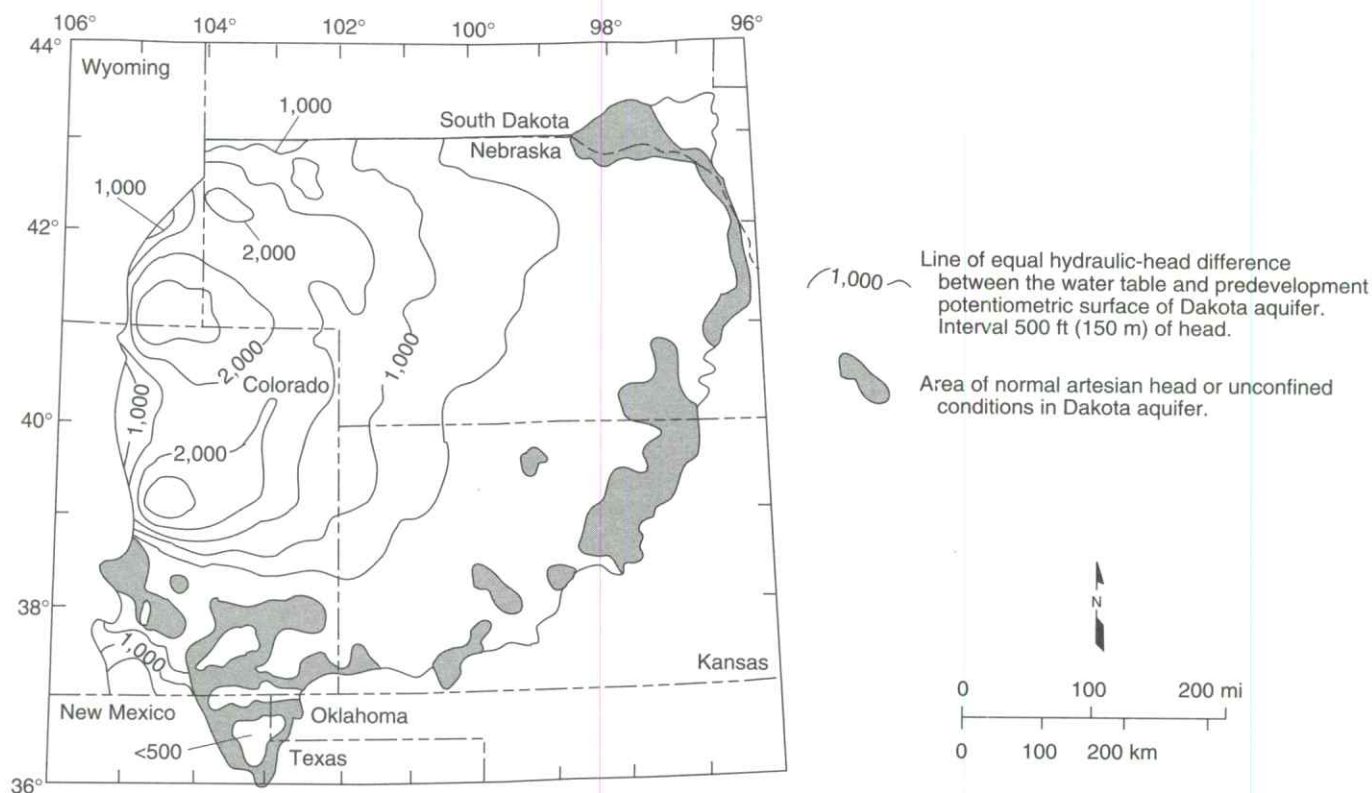 106° 104° 102° 100° 98° 96°
44°
Wyoming
1,000
South Dakota
Nebraska
1,000
42°
2,000
2,000
Colorado
1,000
40°
1,000
2,000
38°
1,000
Kansas
New Mexico
Oklahoma
<500
Texas
36°
1,000
Line of equal hydraulic-head difference
between the water table and predevelopment
potentiometric surface of Dakota aquifer.
Interval 500 ft (150 m) of head.
Area of normal artesian head or unconfined
conditions in Dakota aquifer.
N
0 100 200 mi
0 100 200 km